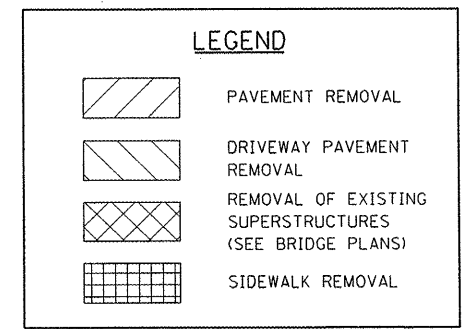 LEGEND
PAVEMENT REMOVAL
DRIVEWAY PAVEMENT
REMOVAL
REMOVAL OF EXISTING
SUPERSTRUCTURES
(SEE BRIDGE PLANS)
SIDEWALK REMOVAL